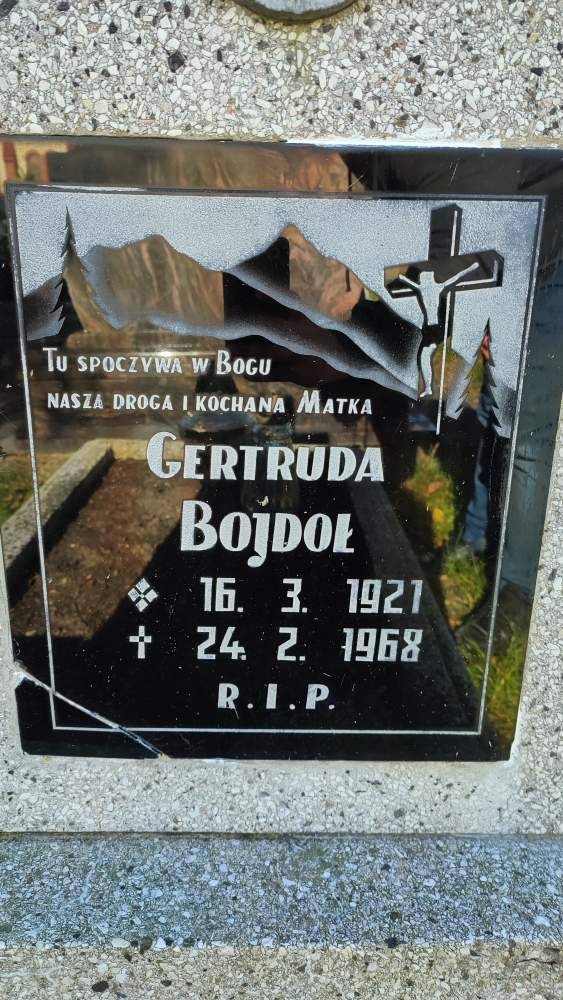 Tu spoczywa w Bogu
nasza droga i kochana Matka
Gertruda
Bojdoł
16. 3. 1921
✝ 24. 2. 1968
R.I.P.